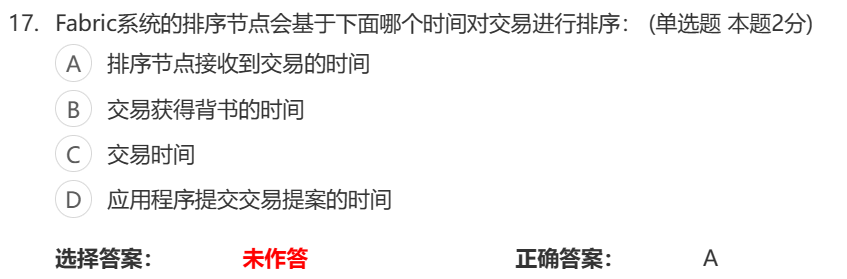 17. Fabric系统的排序节点会基于下面哪个时间对交易进行排序： (单选题 本题2分)
A 排序节点接收到交易的时间
B 交易获得背书的时间
C 交易时间
D 应用程序提交交易提案的时间
选择答案： 未作答 正确答案： A